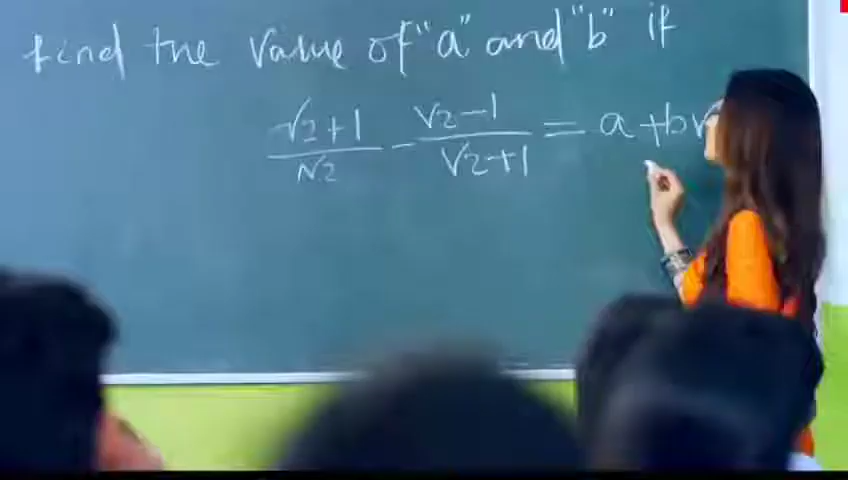 find the value of "a" and "b" if
√2+1/√2 - √2-1/√2+1 = a+b√